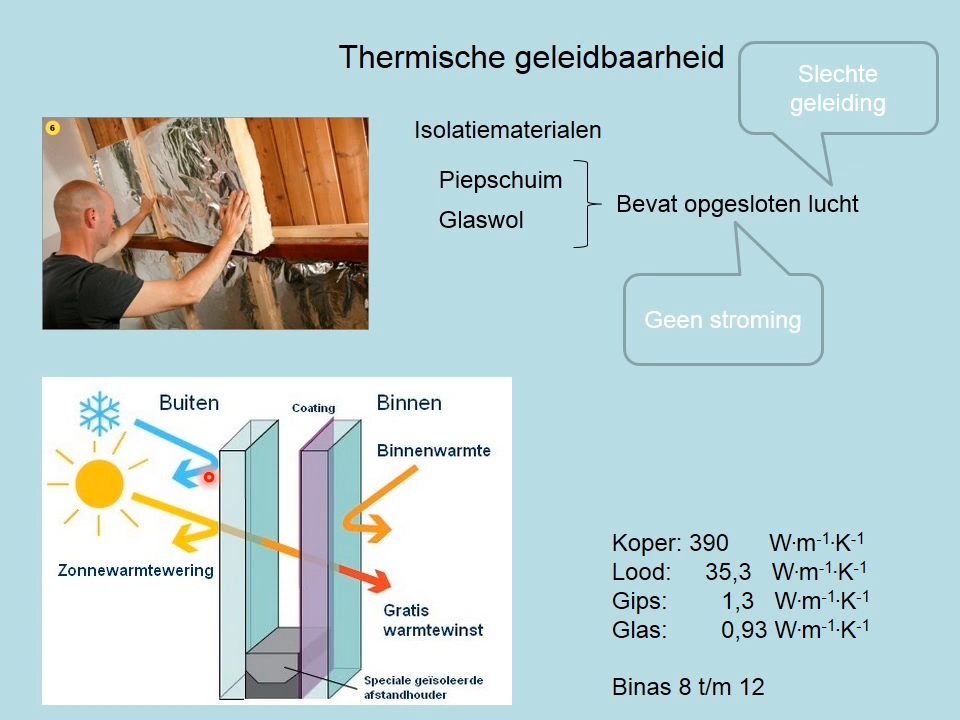 Thermische geleidbaarheid
Slechte
geleiding
6
Isolatiematerialen
Piepschuim
Glaswol
Bevat opgesloten lucht
Geen stroming
Buiten
Coating
Binnen
Binnenwarmte
Zonnewarmtewering
Gratis
warmtewinst
Speciale geïsoleerde
afstandhouder
Koper: 390 W·m⁻¹·K⁻¹
Lood: 35,3 W·m⁻¹·K⁻¹
Gips: 1,3 W·m⁻¹·K⁻¹
Glas: 0,93 W·m⁻¹·K⁻¹
Binas 8 t/m 12